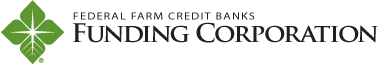 FEDERAL FARM CREDIT BANKS
FUNDING CORPORATION
®